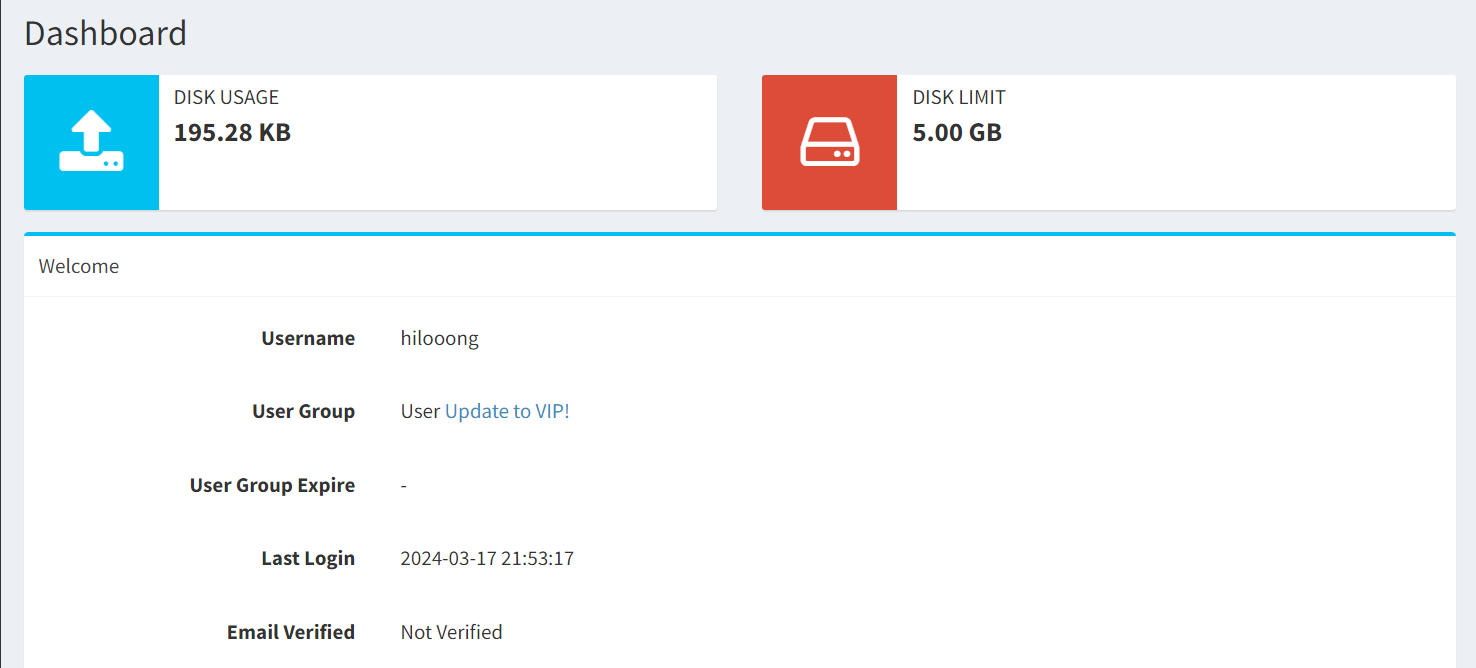 Dashboard
DISK USAGE
195.28 KB
DISK LIMIT
5.00 GB
Welcome
Username hilooong
User Group User Update to VIP!
User Group Expire -
Last Login 2024-03-17 21:53:17
Email Verified Not Verified